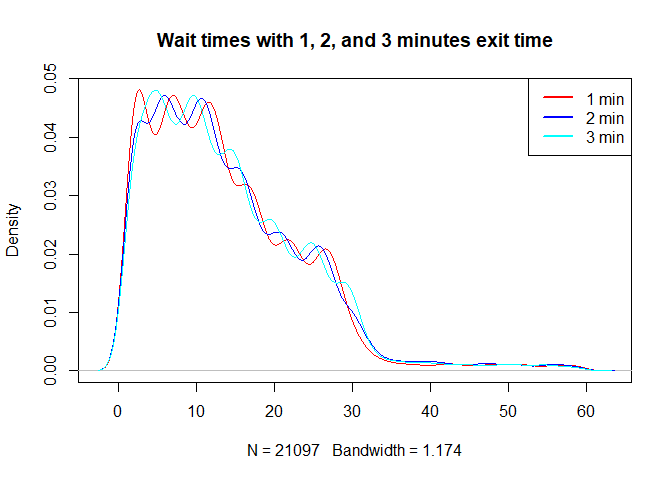 Wait times with 1, 2, and 3 minutes exit time
1 min
2 min
3 min
Density
0.05
0.04
0.03
0.02
0.01
0.00
0 10 20 30 40 50 60
N = 21097 Bandwidth = 1.174